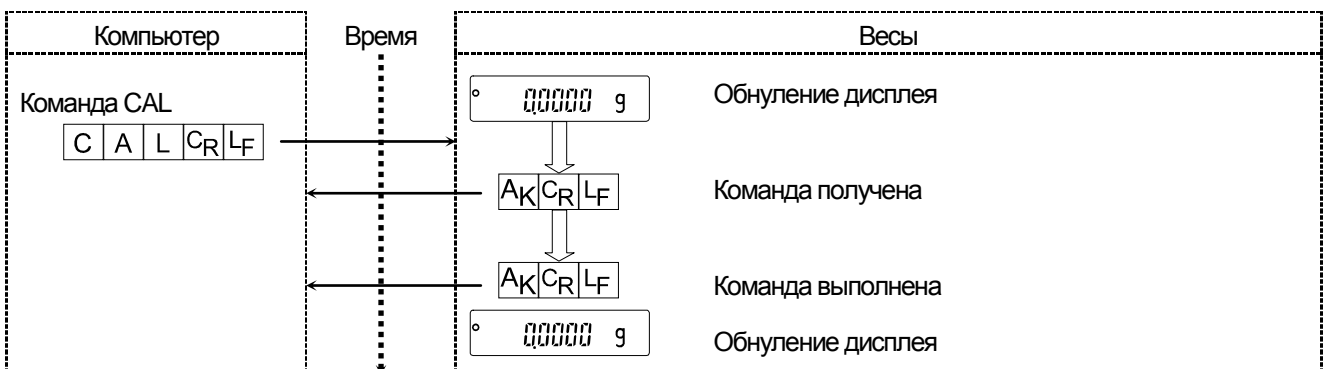 Компьютер Время Весы
0.0000 g Обнуление дисплея
Команда CAL
C A L CR LF
AK CR LF Команда получена
AK CR LF Команда выполнена
0.0000 g Обнуление дисплея